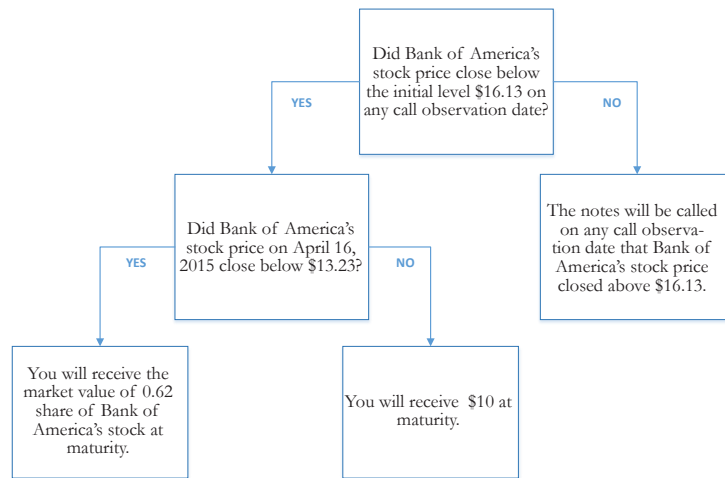 Did Bank of America's
stock price close below
the initial level $16.13 on
any call observation date?
YES
NO
Did Bank of America's
stock price on April 16,
2015 close below $13.23?
The notes will be called
on any call observa-
tion date that Bank of
America's stock price
closed above $16.13.
YES
NO
You will receive the
market value of 0.62
share of Bank of
America's stock at
maturity.
You will receive $10 at
maturity.